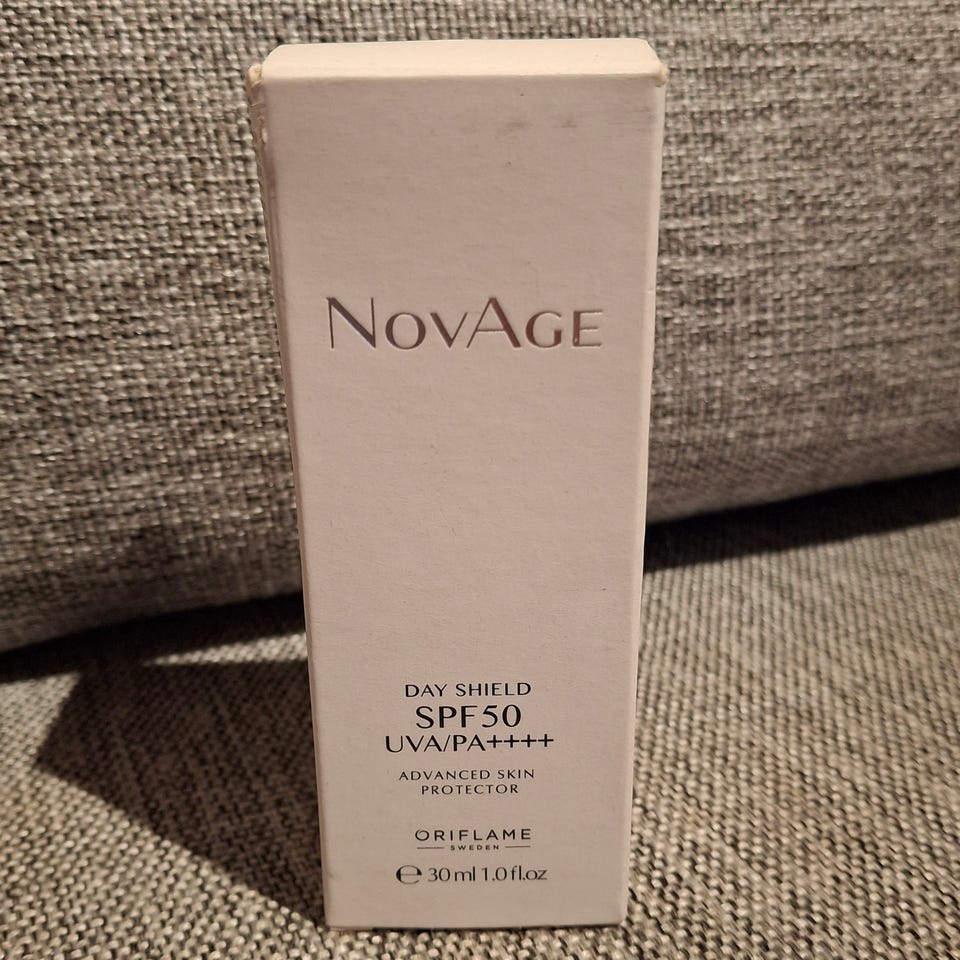 NOVAGE
DAY SHIELD
SPF50
UVA/PA++++
ADVANCED SKIN
PROTECTOR
ORIFLAME
SWEDEN
℮ 30 ml 1.0 fl.oz